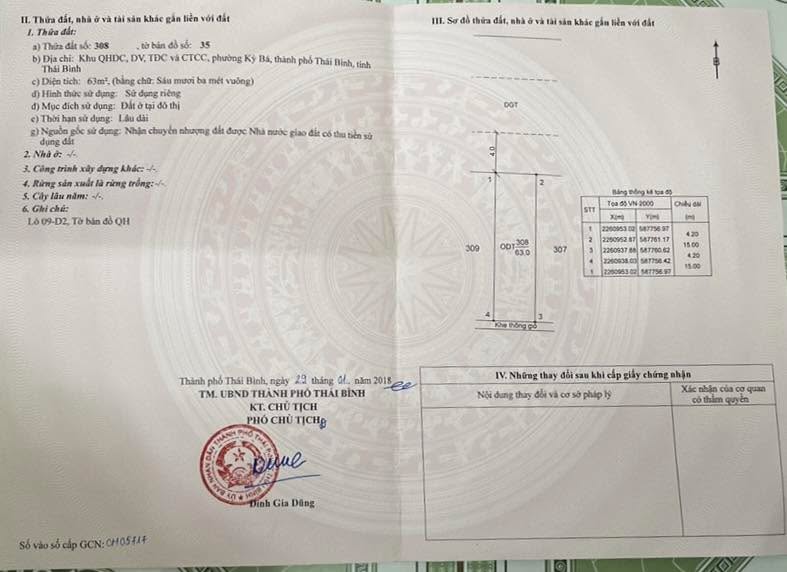 II. Thửa đất, nhà ở và tài sản khác gắn liền với đất
1. Thửa đất:
a) Thửa đất số: 308 , tờ bản đồ số: 35
b) Địa chỉ: Khu QHDC, DV, TĐC và CTCC, phường Kỳ Bá, thành phố Thái Bình, tỉnh
Thái Bình
c) Diện tích: 63m², (bằng chữ: Sáu mươi ba mét vuông)
d) Hình thức sử dụng: Sử dụng riêng
đ) Mục đích sử dụng: Đất ở tại đô thị
e) Thời hạn sử dụng: Lâu dài
g) Nguồn gốc sử dụng: Nhận chuyển nhượng đất được Nhà nước giao đất có thu tiền sử
dụng đất
2. Nhà ở: -/-
3. Công trình xây dựng khác: -/-
4. Rừng sản xuất là rừng trồng:-/-
5. Cây lâu năm: -/-
6. Ghi chú:
Lô 09-D2, Tờ bản đồ QH
Thành phố Thái Bình, ngày 29 tháng 01 năm 2018
TM. UBND THÀNH PHỐ THÁI BÌNH
KT. CHỦ TỊCH
PHÓ CHỦ TỊCH
ỦY BAN NHÂN DÂN THÀNH PHỐ THÁI BÌNH
Đinh Gia Dũng
Số vào sổ cấp GCN: CH05717
III. Sơ đồ thửa đất, nhà ở và tài sản khác gắn liền với đất
B
DGT
4.0
1
2
309
ODT 308
63.0
307
4
3
Khe thông gió
Bảng thống kê tọa độ
STT Tọa độ VN-2000 Chiều dài
X(m) Y(m) (m)
1 2260953.02 587756.97
4.20
2 2260952.87 587761.17
15.00
3 2260937.88 587760.62
4.20
4 2260938.03 587756.42
15.00
1 2260953.02 587756.97
IV. Những thay đổi sau khi cấp giấy chứng nhận
Nội dung thay đổi và cơ sở pháp lý
Xác nhận của cơ quan
có thẩm quyền